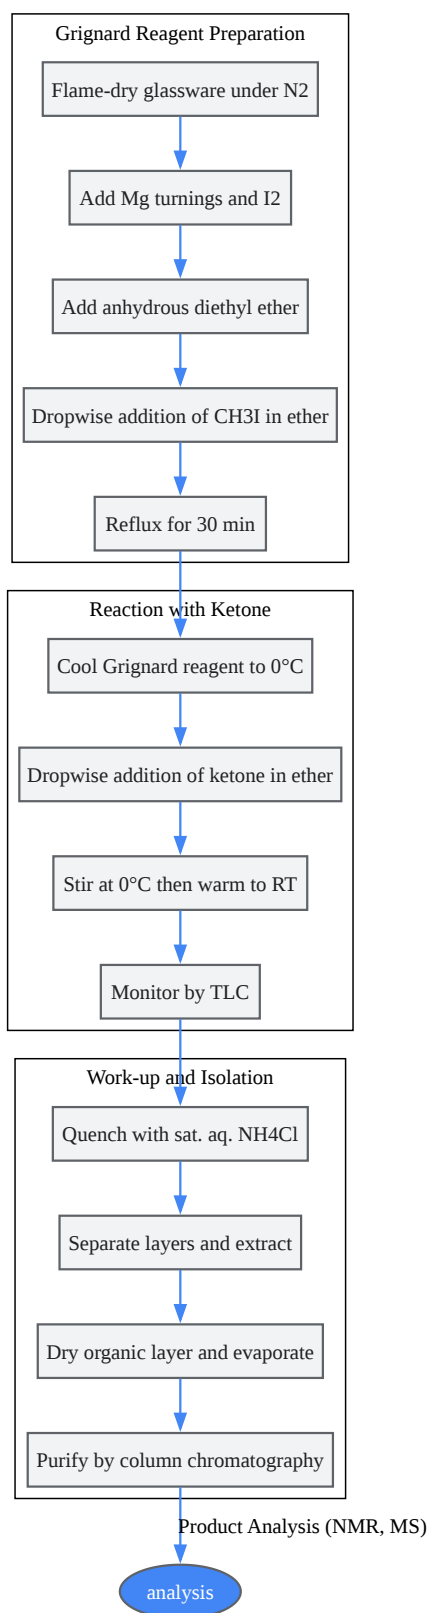 Grignard Reagent Preparation
Flame-dry glassware under N2
Add Mg turnings and I2
Add anhydrous diethyl ether
Dropwise addition of CH3I in ether
Reflux for 30 min
Reaction with Ketone
Cool Grignard reagent to 0°C
Dropwise addition of ketone in ether
Stir at 0°C then warm to RT
Monitor by TLC
Work-up and Isolation
Quench with sat. aq. NH4Cl
Separate layers and extract
Dry organic layer and evaporate
Purify by column chromatography
Product Analysis (NMR, MS)
analysis